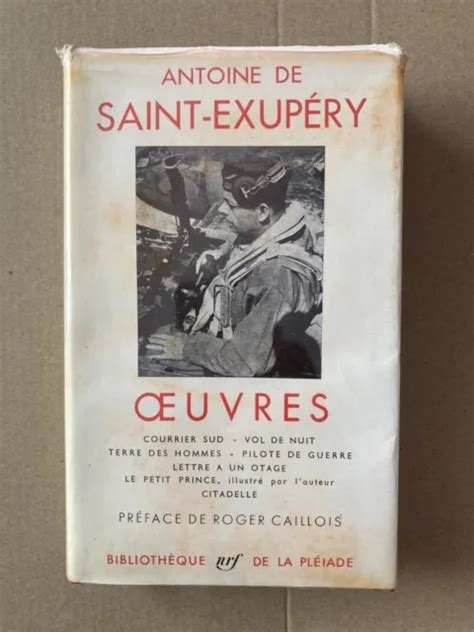 ANTOINE DE
SAINT-EXUPÉRY
ŒUVRES
COURRIER SUD - VOL DE NUIT
TERRE DES HOMMES - PILOTE DE GUERRE
LETTRE A UN OTAGE
LE PETIT PRINCE, illustré par l'auteur
CITADELLE
PRÉFACE DE ROGER CAILLOIS
BIBLIOTHÈQUE nrf DE LA PLÉIADE